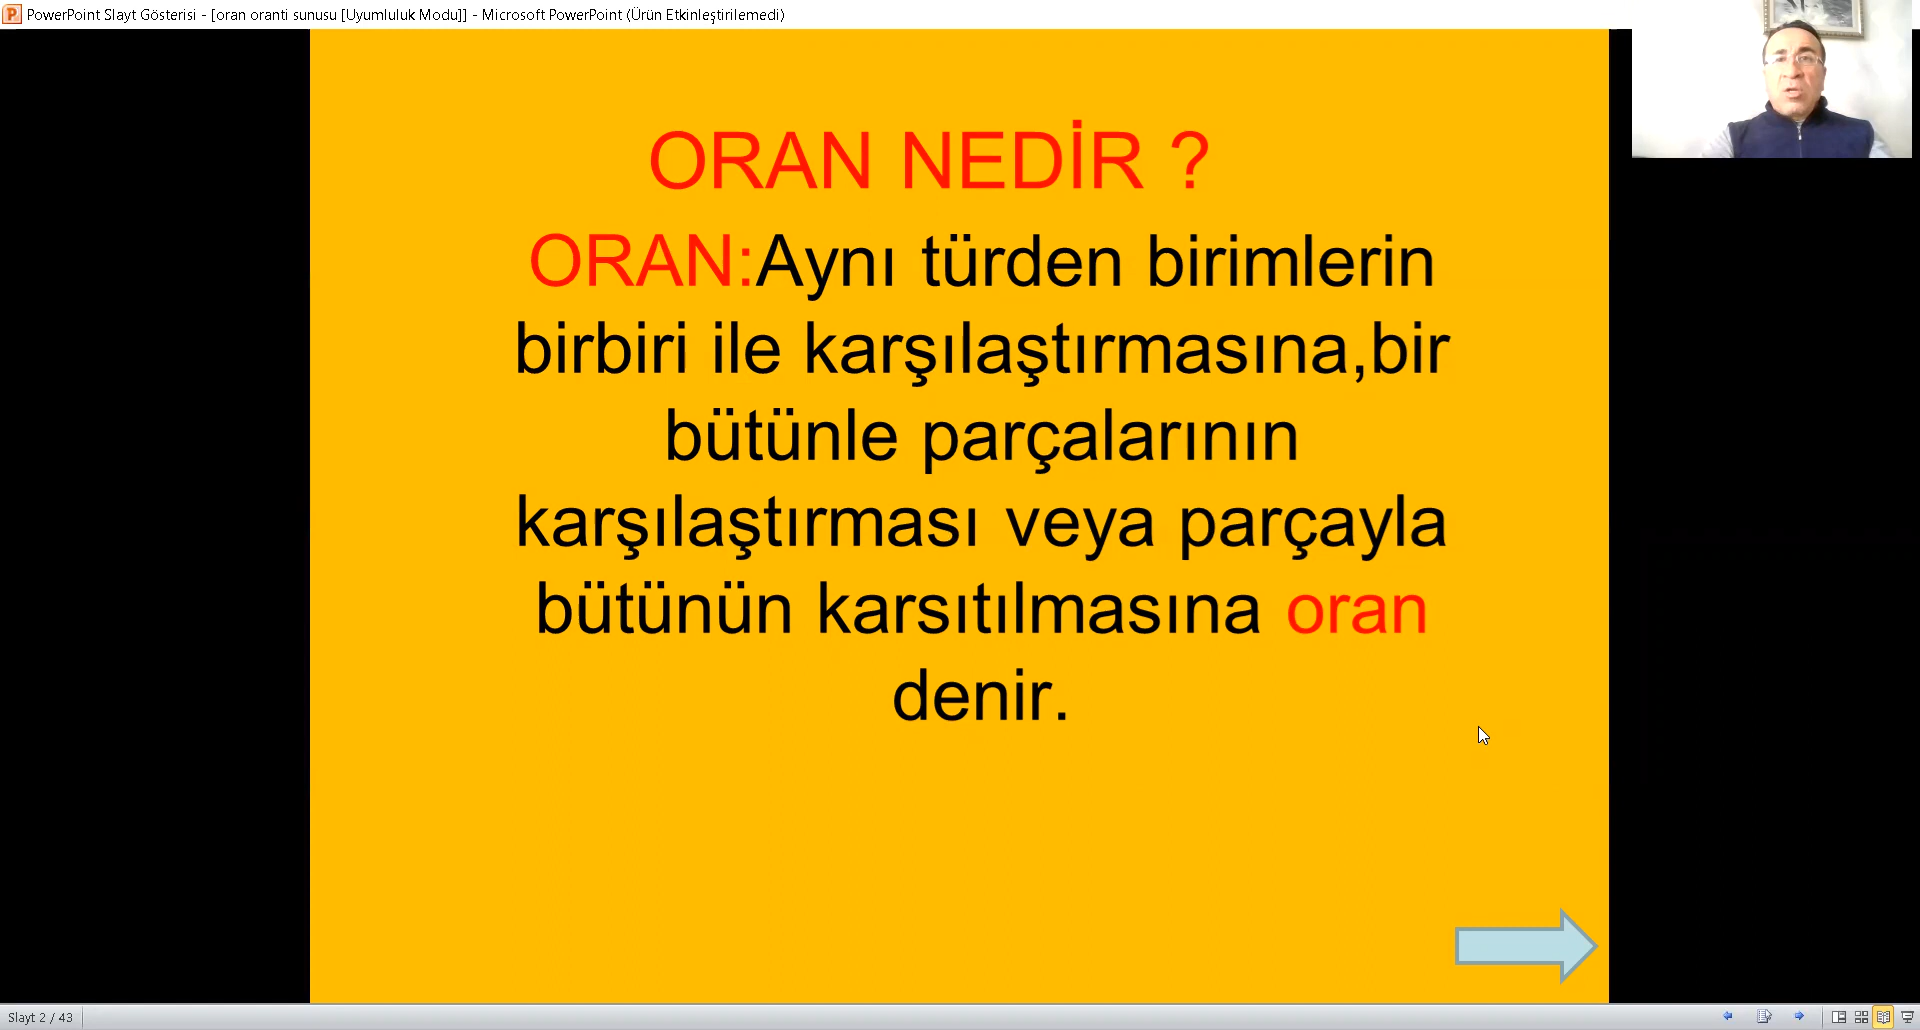 PowerPoint Slayt Gösterisi - [oran oranti sunusu [Uyumluluk Modu]] - Microsoft PowerPoint (Ürün Etkinleştirilemedi)
ORAN NEDİR ?
ORAN:Aynı türden birimlerin
birbiri ile karşılaştırmasına,bir
bütünle parçalarının
karşılaştırması veya parçayla
bütünün karsıtılmasına oran
denir.
Slayt 2 / 43